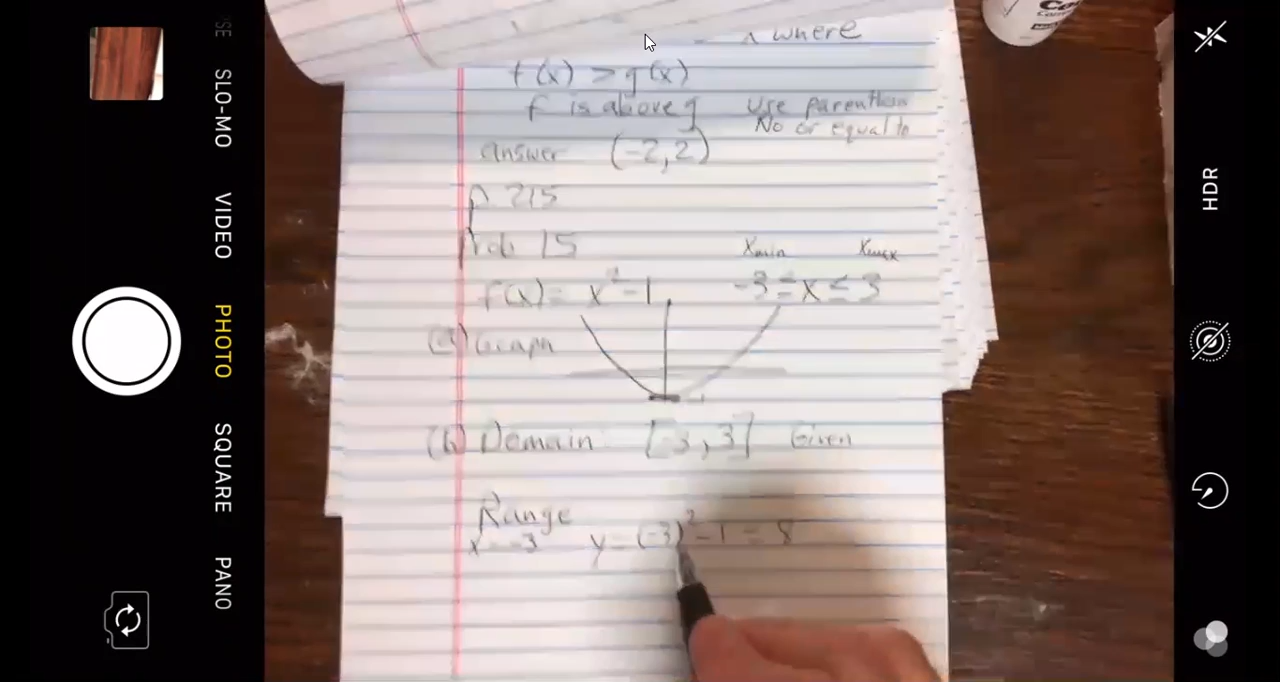 where
f(x) > g(x)
f is above g Use parenthesis
No or equal to
answer (-2,2)
p. 215
Prob 15 Xmin Xmax
f(x) = x²-1 -3 ≤ x ≤ 3
(a) Graph
-1
(b) Domain: [-3,3] Given
Range
x = -3 y = (-3)² - 1 = 8
SLO-MO
VIDEO
PHOTO
SQUARE
PANO
HDR